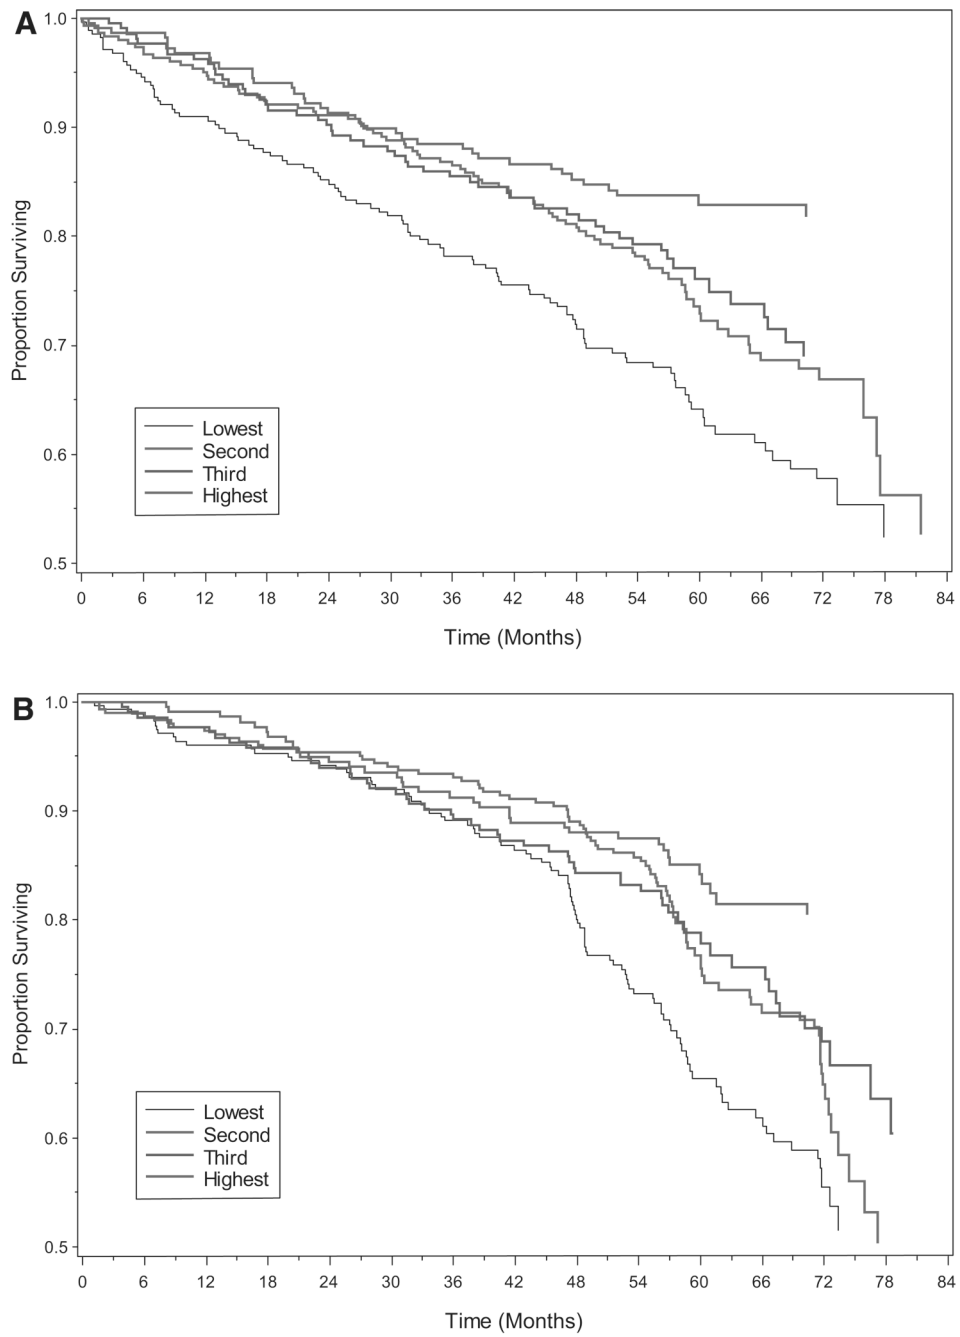 A
1.0
0.9
0.8
0.7
0.6
0.5
Proportion Surviving
Lowest
Second
Third
Highest
0 6 12 18 24 30 36 42 48 54 60 66 72 78 84
Time (Months)
B
1.0
0.9
0.8
0.7
0.6
0.5
Proportion Surviving
Lowest
Second
Third
Highest
0 6 12 18 24 30 36 42 48 54 60 66 72 78 84
Time (Months)